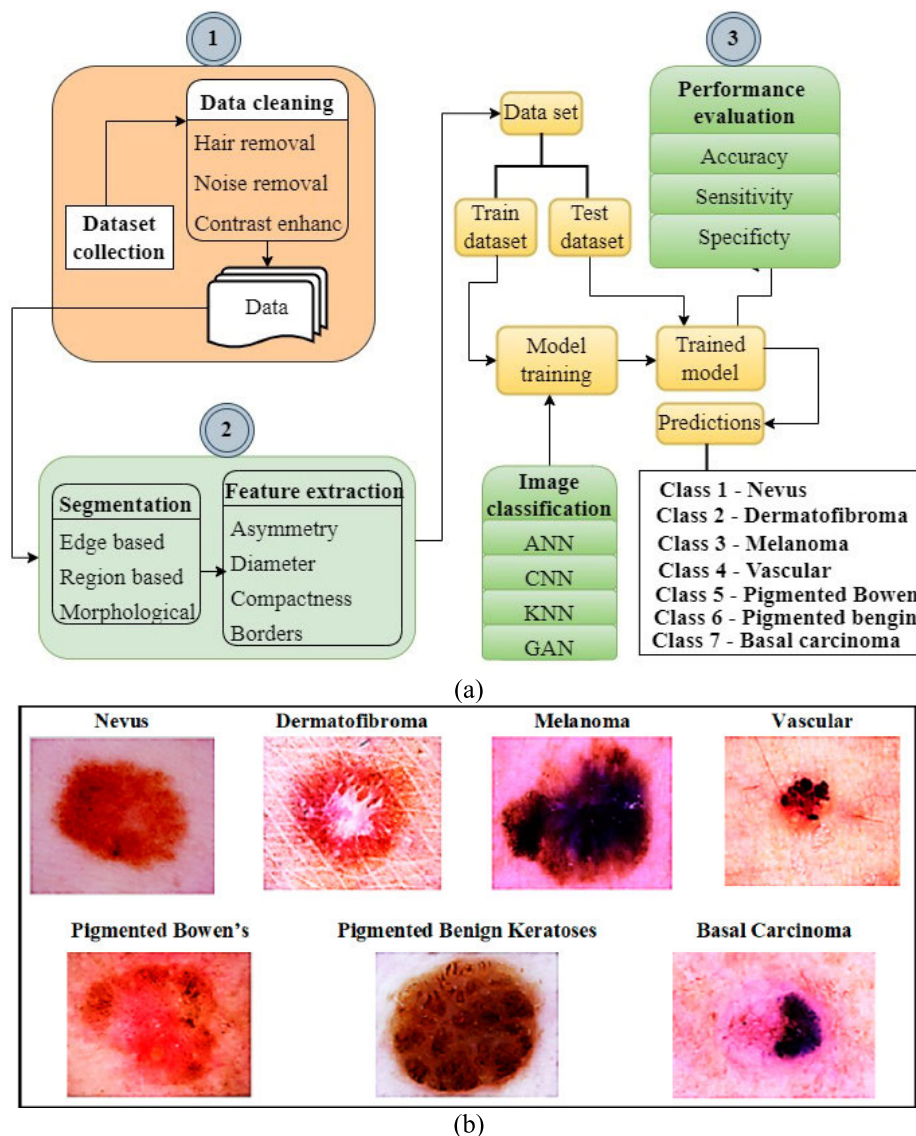 1
Data cleaning
Hair removal
Noise removal
Contrast enhanc
Dataset
collection
Data
2
Segmentation
Edge based
Region based
Morphological
Feature extraction
Asymmetry
Diameter
Compactness
Borders
3
Data set
Train
dataset
Test
dataset
Model
training
Trained
model
Predictions
Performance
evaluation
Accuracy
Sensitivity
Specificty
Image
classification
ANN
CNN
KNN
GAN
Class 1 - Nevus
Class 2 - Dermatofibroma
Class 3 - Melanoma
Class 4 - Vascular
Class 5 - Pigmented Bowen
Class 6 - Pigmented bengin
Class 7 - Basal carcinoma
(a)
Nevus
Dermatofibroma
Melanoma
Vascular
Pigmented Bowen's
Pigmented Benign Keratoses
Basal Carcinoma
(b)